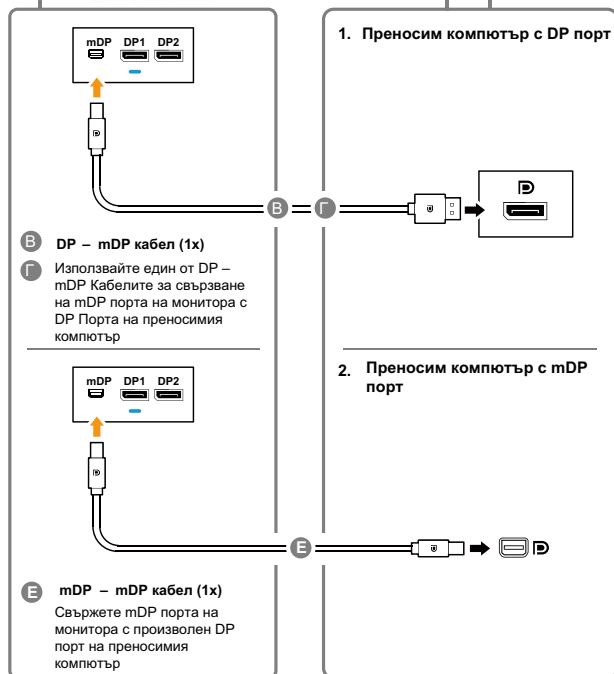 mDP DP1 DP2
В Г
В DP – mDP кабел (1x)
Г Използвайте един от DP –
mDP Кабелите за свързване
на mDP порта на монитора с
DP Порта на преносимия
компютър
1. Преносим компютър с DP порт
mDP DP1 DP2
Е
Е mDP – mDP кабел (1x)
Свържете mDP порта на
монитора с произволен DP
порт на преносимия
компютър
2. Преносим компютър с mDP
порт